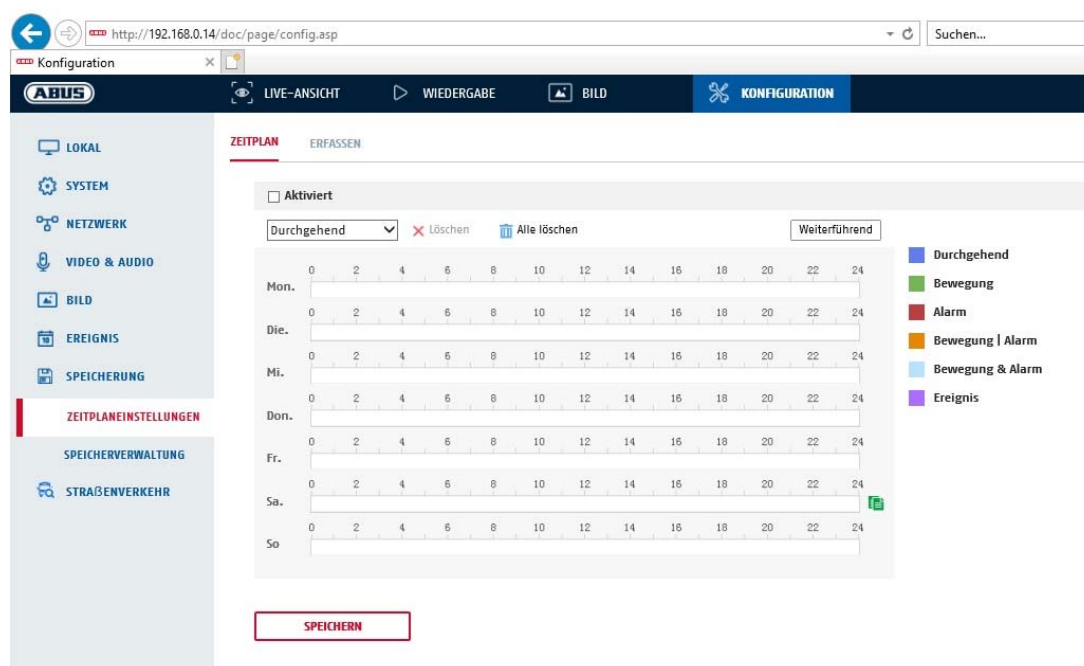 http://192.168.0.14/doc/page/config.asp
Suchen...
Konfiguration
ABUS
LIVE-ANSICHT WIEDERGABE BILD KONFIGURATION
LOKAL
SYSTEM
NETZWERK
VIDEO & AUDIO
BILD
EREIGNIS
SPEICHERUNG
ZEITPLANEINSTELLUNGEN
SPEICHERVERWALTUNG
STRAßENVERKEHR
ZEITPLAN ERFASSEN
Aktiviert
Durchgehend Löschen Alle löschen Weiterführend
0 2 4 6 8 10 12 14 16 18 20 22 24
Mon.
0 2 4 6 8 10 12 14 16 18 20 22 24
Die.
0 2 4 6 8 10 12 14 16 18 20 22 24
Mi.
0 2 4 6 8 10 12 14 16 18 20 22 24
Don.
0 2 4 6 8 10 12 14 16 18 20 22 24
Fr.
0 2 4 6 8 10 12 14 16 18 20 22 24
Sa.
0 2 4 6 8 10 12 14 16 18 20 22 24
So
Durchgehend
Bewegung
Alarm
Bewegung | Alarm
Bewegung & Alarm
Ereignis
SPEICHERN